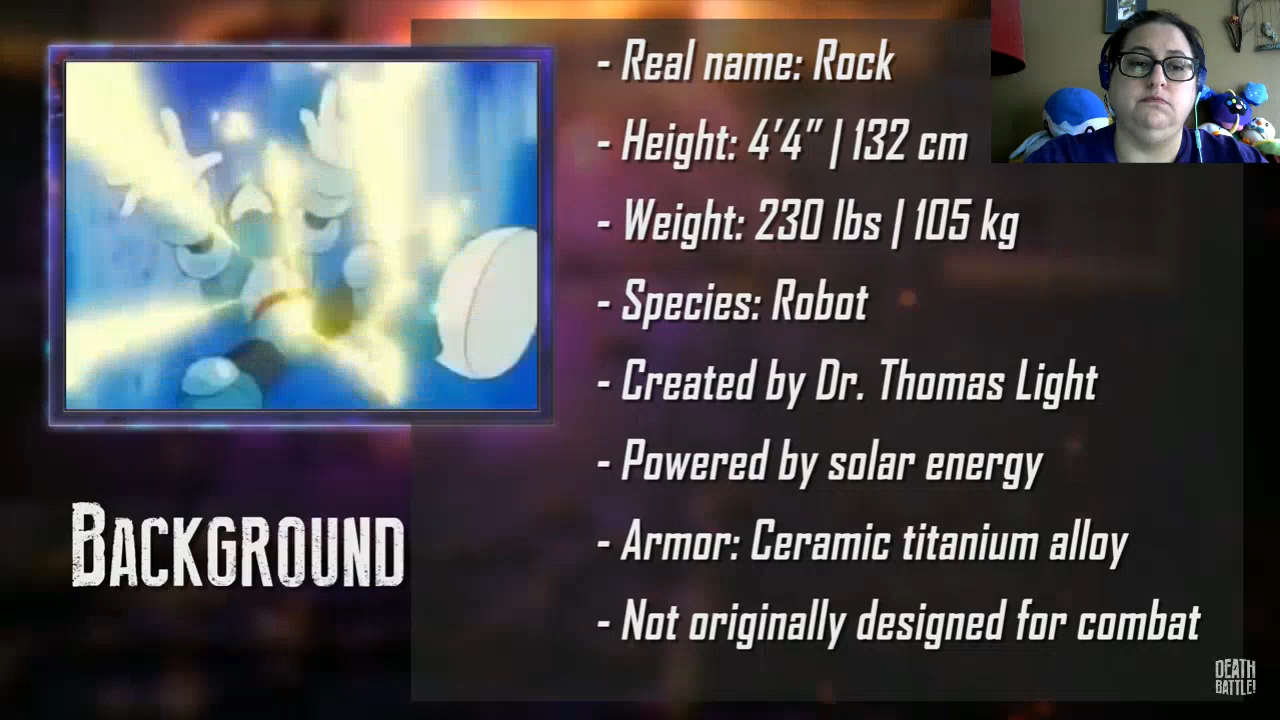 - Real name: Rock
- Height: 4'4" | 132 cm
- Weight: 230 lbs | 105 kg
- Species: Robot
- Created by Dr. Thomas Light
- Powered by solar energy
- Armor: Ceramic titanium alloy
- Not originally designed for combat
BACKGROUND
DEATH
BATTLE!